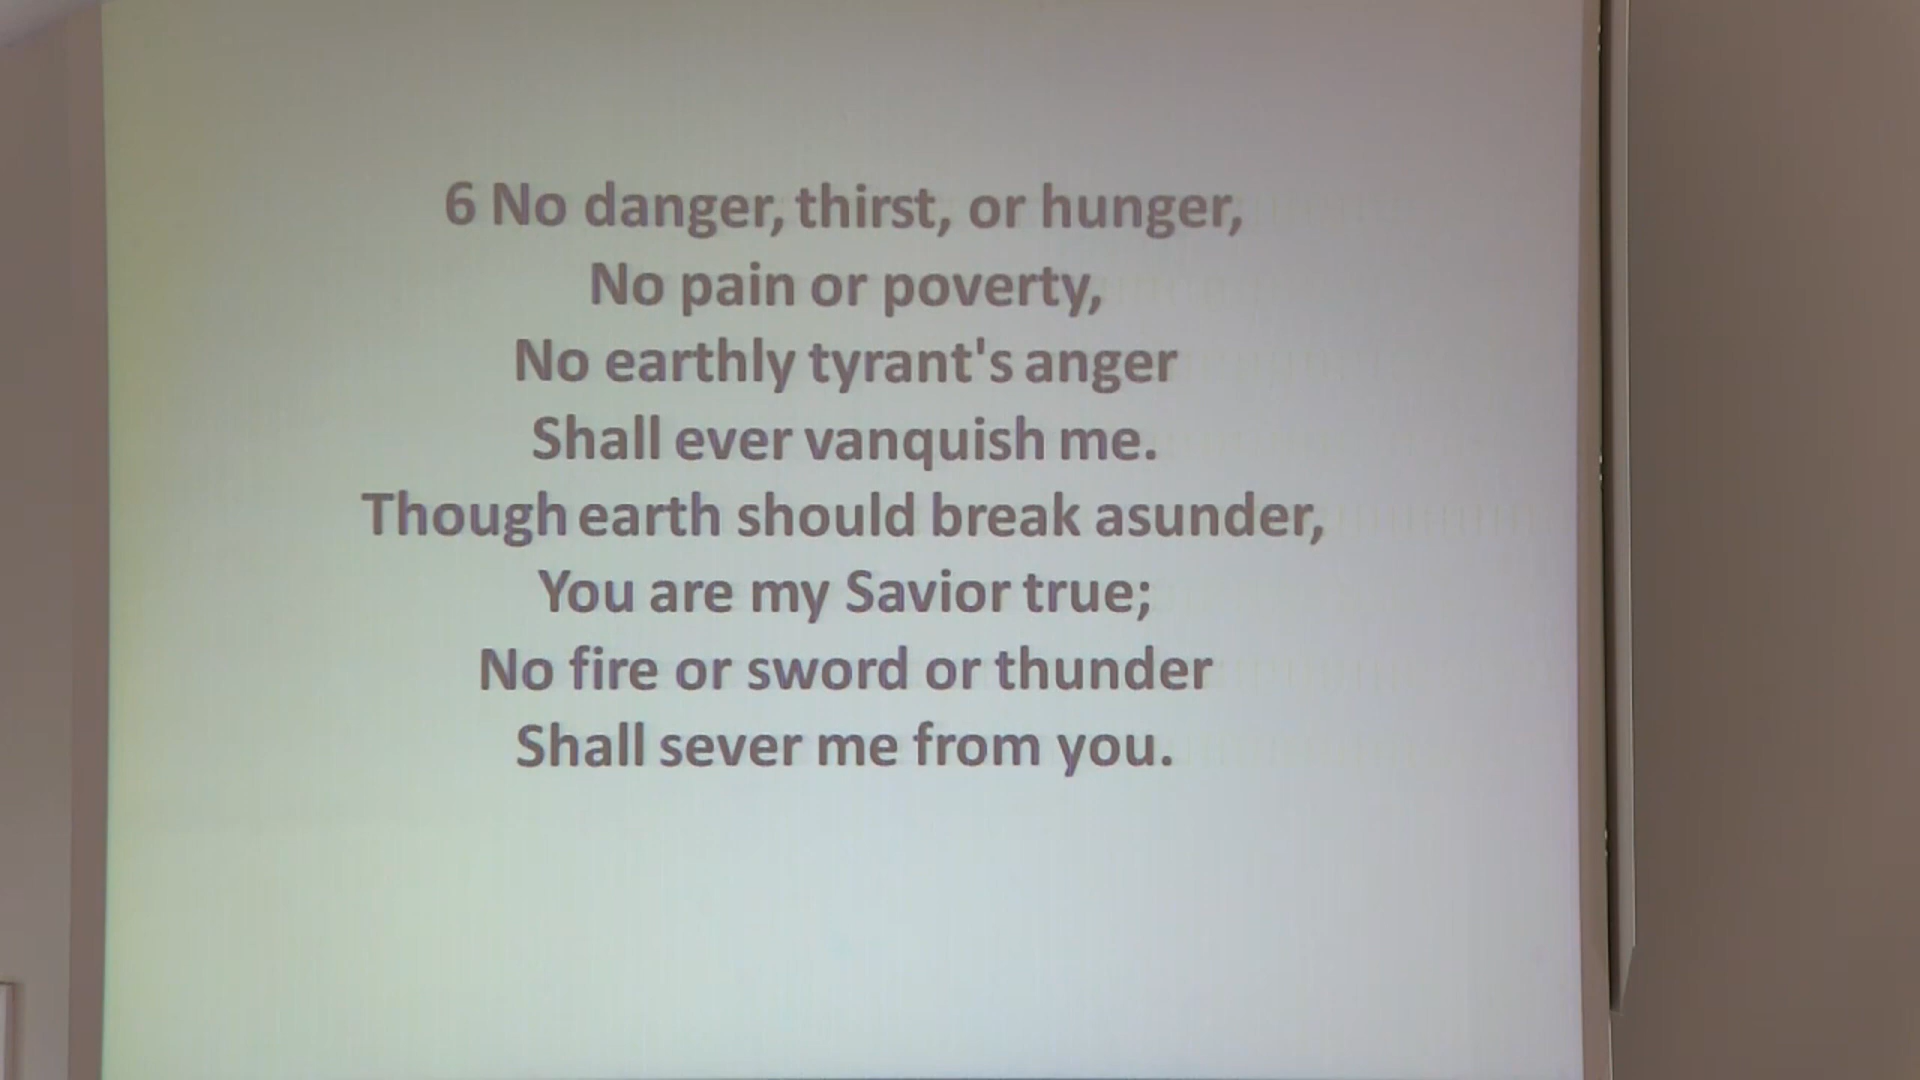 6 No danger, thirst, or hunger,
No pain or poverty,
No earthly tyrant's anger
Shall ever vanquish me.
Though earth should break asunder,
You are my Savior true;
No fire or sword or thunder
Shall sever me from you.